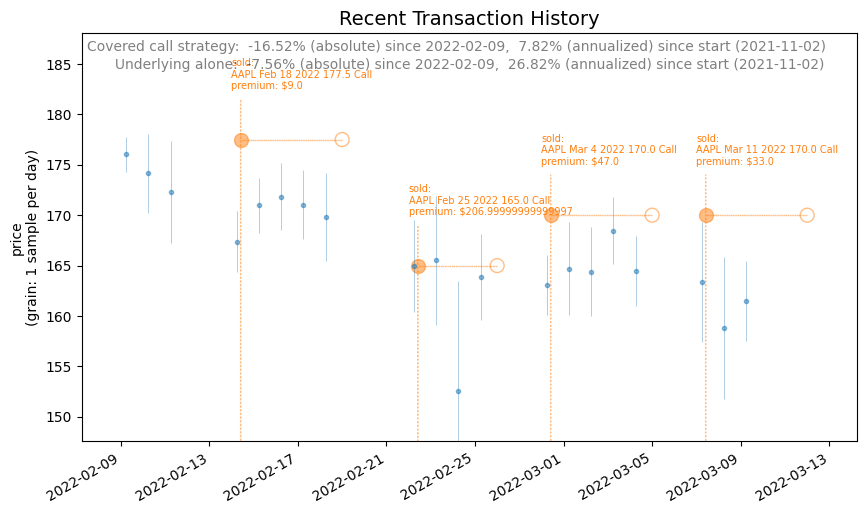 Recent Transaction History
Covered call strategy:  -16.52% (absolute) since 2022-02-09,  7.82% (annualized) since start (2021-11-02)
Underlying alone:  -7.56% (absolute) since 2022-02-09,  26.82% (annualized) since start (2021-11-02)
sold:
AAPL Feb 18 2022 177.5 Call
premium: $9.0
sold:
AAPL Feb 25 2022 165.0 Call
premium: $206.99999999999997
sold:
AAPL Mar 4 2022 170.0 Call
premium: $47.0
sold:
AAPL Mar 11 2022 170.0 Call
premium: $33.0
price
(grain: 1 sample per day)
185
180
175
170
165
160
155
150
2022-02-09
2022-02-13
2022-02-17
2022-02-21
2022-02-25
2022-03-01
2022-03-05
2022-03-09
2022-03-13